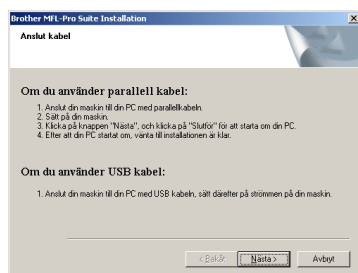 Brother MFL-Pro Suite Installation
Anslut kabel
Om du använder parallell kabel:
1. Anslut din maskin till din PC med parallellkabeln.
2. Sätt på din maskin.
3. Klicka på knappen "Nästa", och klicka på "Slutför" för att starta om din PC.
4. Efter att din PC startat om, vänta till installationen är klar.
Om du använder USB kabel:
1. Anslut din maskin till din PC med USB kabeln, sätt därefter på strömmen på din maskin.
< Bakåt Nästa > Avbryt